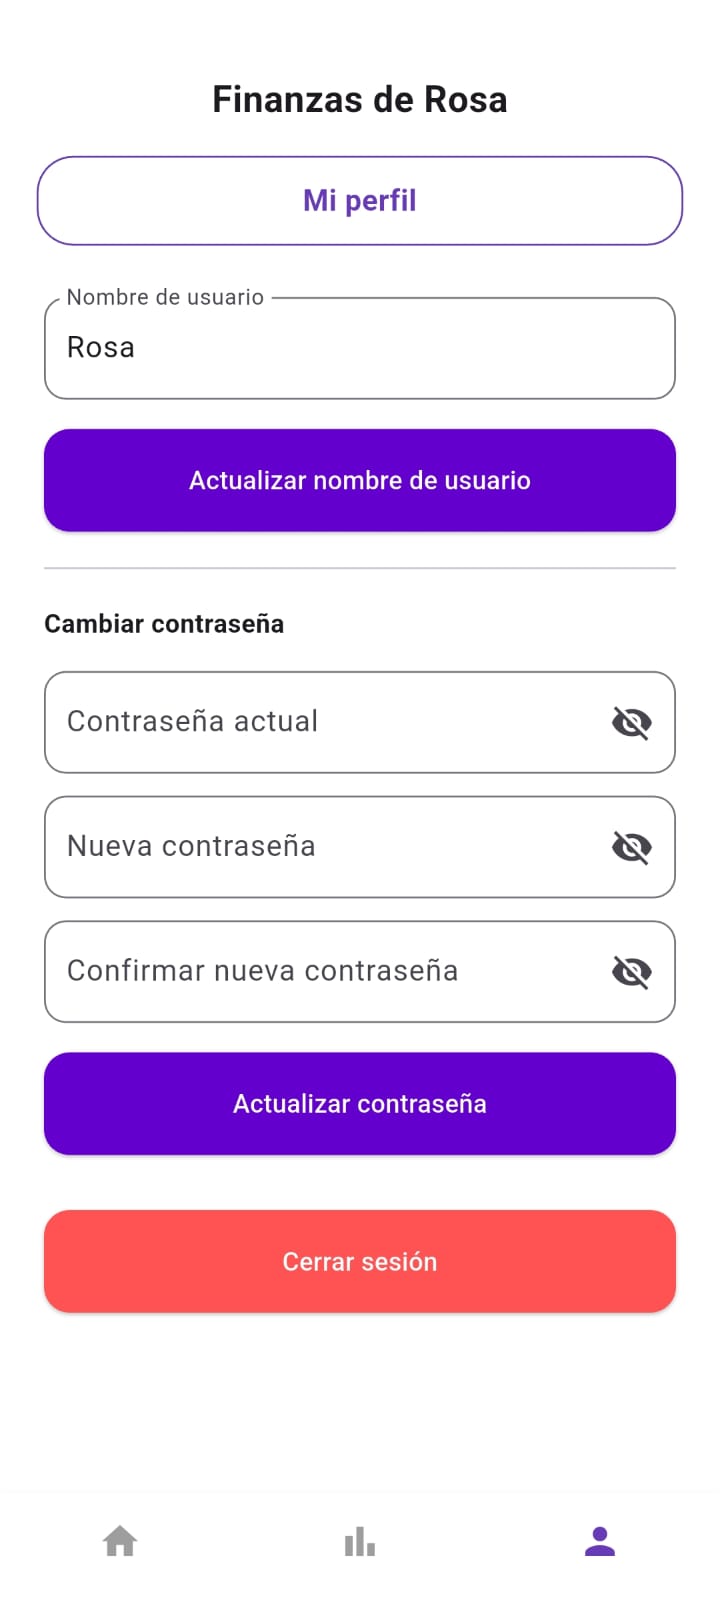 Finanzas de Rosa
Mi perfil
Nombre de usuario
Rosa
Actualizar nombre de usuario
Cambiar contraseña
Contraseña actual
Nueva contraseña
Confirmar nueva contraseña
Actualizar contraseña
Cerrar sesión